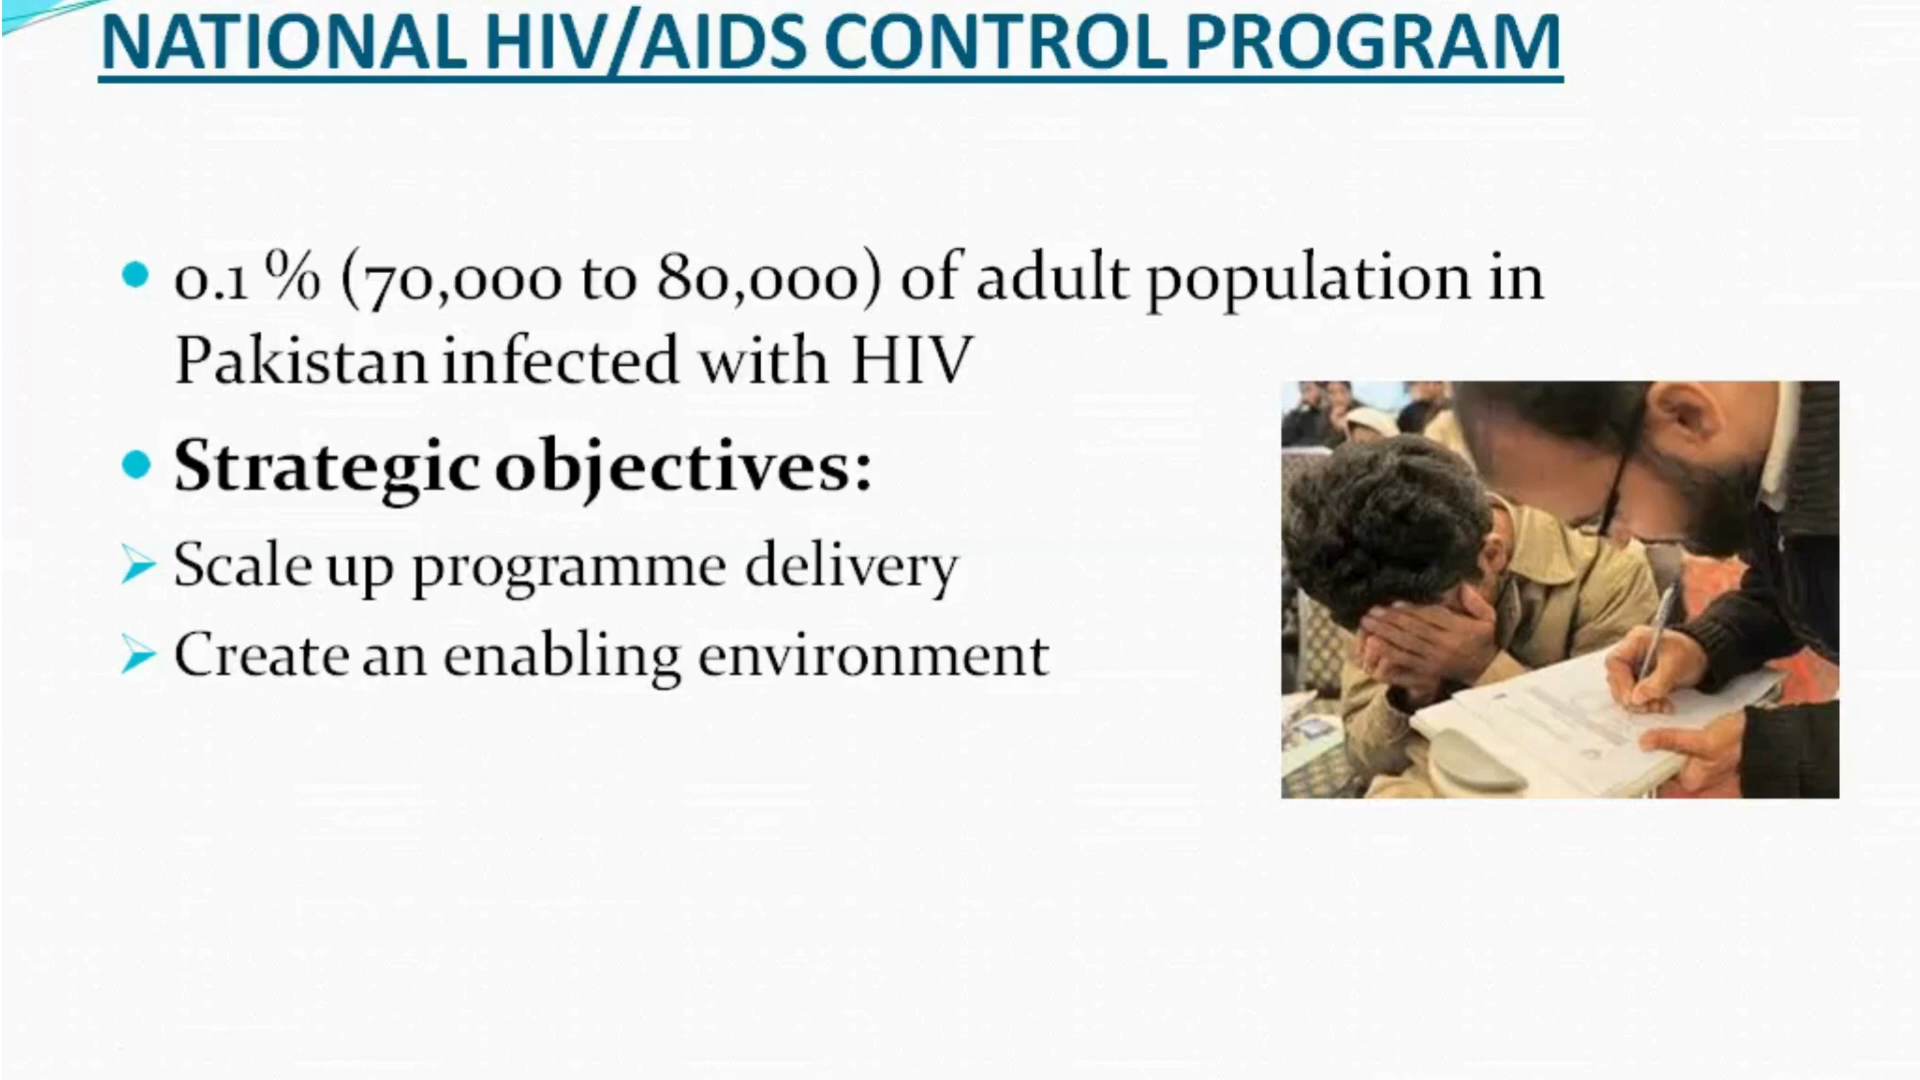 NATIONAL HIV/AIDS CONTROL PROGRAM
0.1 % (70,000 to 80,000) of adult population in
Pakistan infected with HIV
Strategic objectives:
Scale up programme delivery
Create an enabling environment